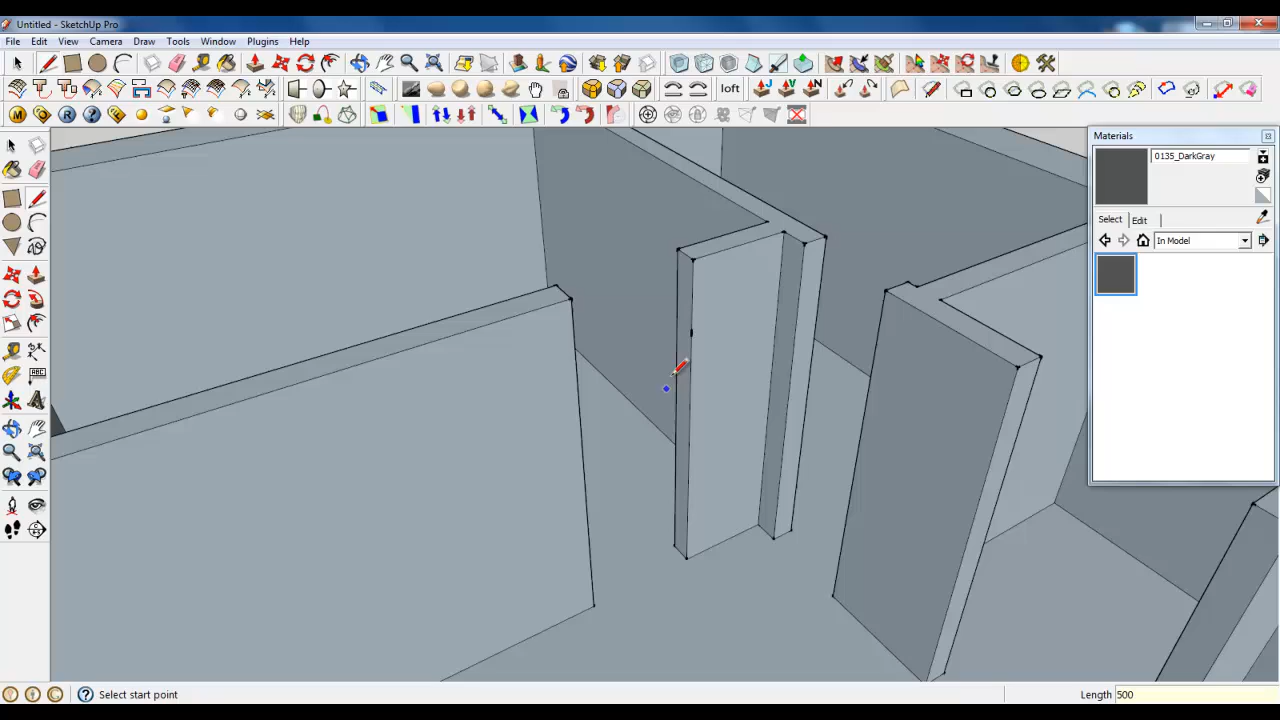 Untitled - SketchUp Pro
File Edit View Camera Draw Tools Window Plugins Help
loft
Materials
0135_DarkGray
Select Edit
In Model
Select start point
Length 500